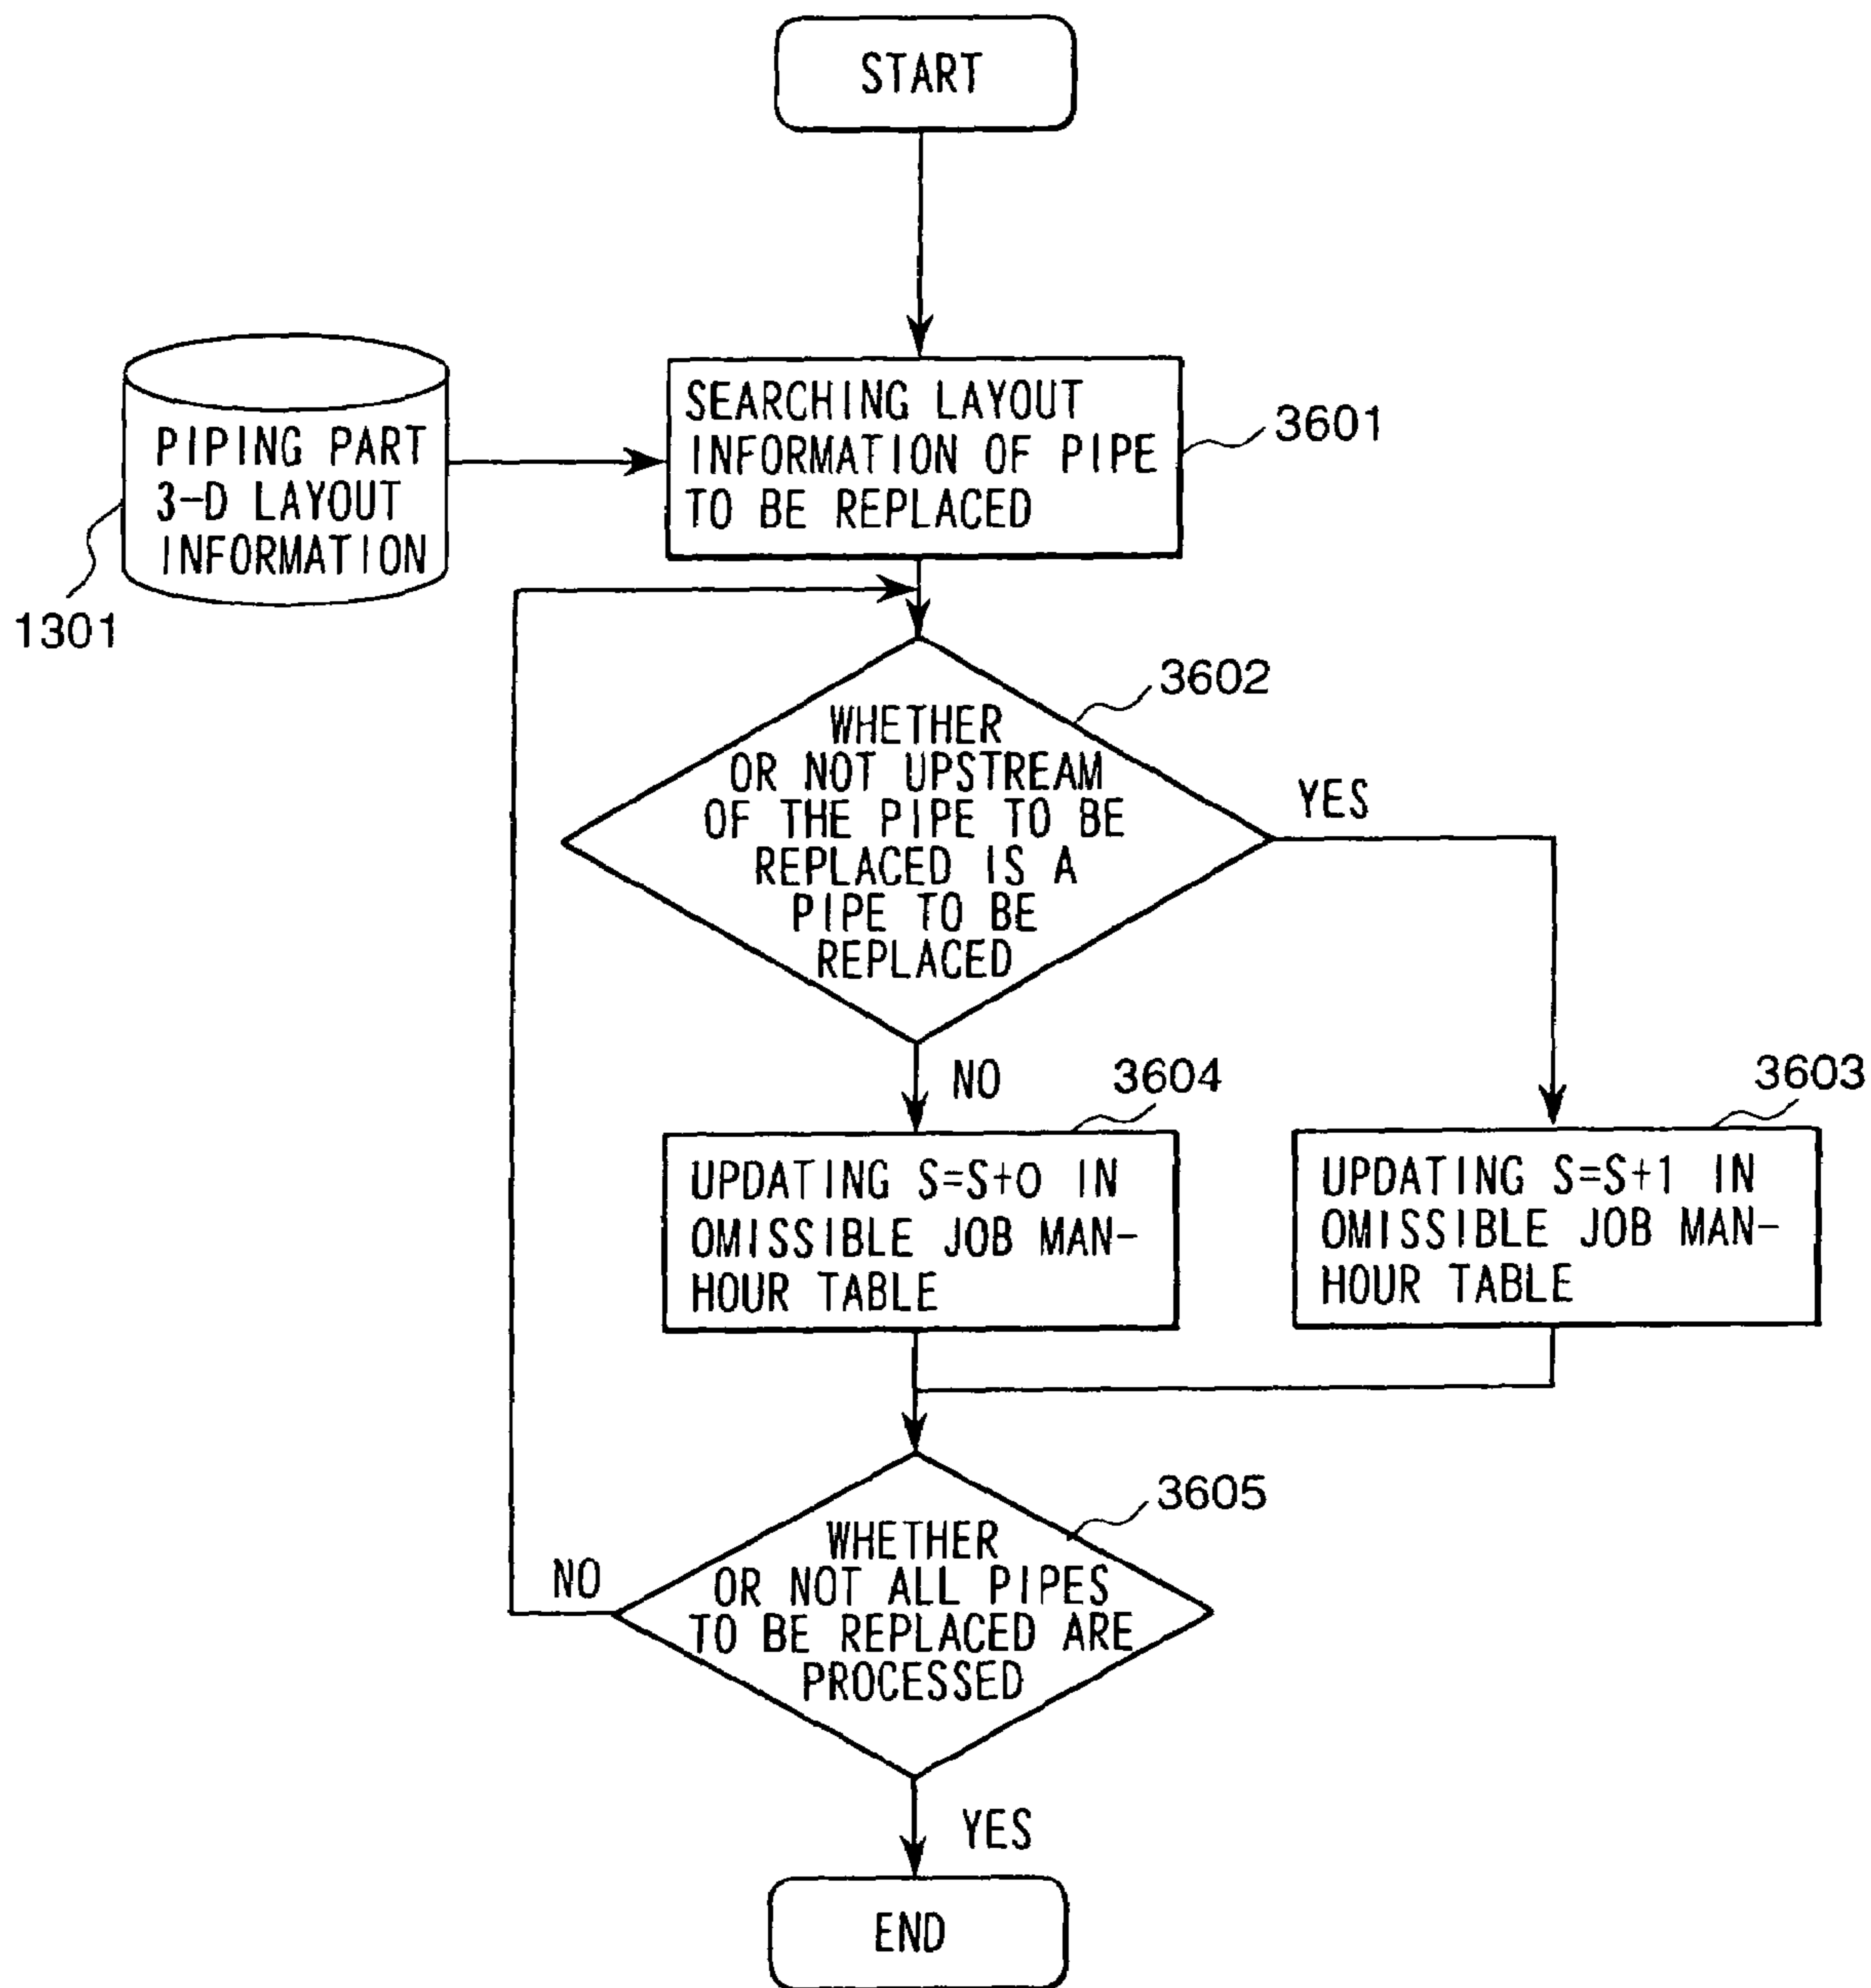 START
PIPING PART
3-D LAYOUT
INFORMATION
1301
SEARCHING LAYOUT
INFORMATION OF PIPE
TO BE REPLACED
3601
3602
WHETHER
OR NOT UPSTREAM
OF THE PIPE TO BE
REPLACED IS A
PIPE TO BE
REPLACED
YES
NO
3604
3603
UPDATING S=S+0 IN
OMISSIBLE JOB MAN-
HOUR TABLE
UPDATING S=S+1 IN
OMISSIBLE JOB MAN-
HOUR TABLE
3605
WHETHER
OR NOT ALL PIPES
TO BE REPLACED ARE
PROCESSED
NO
YES
END